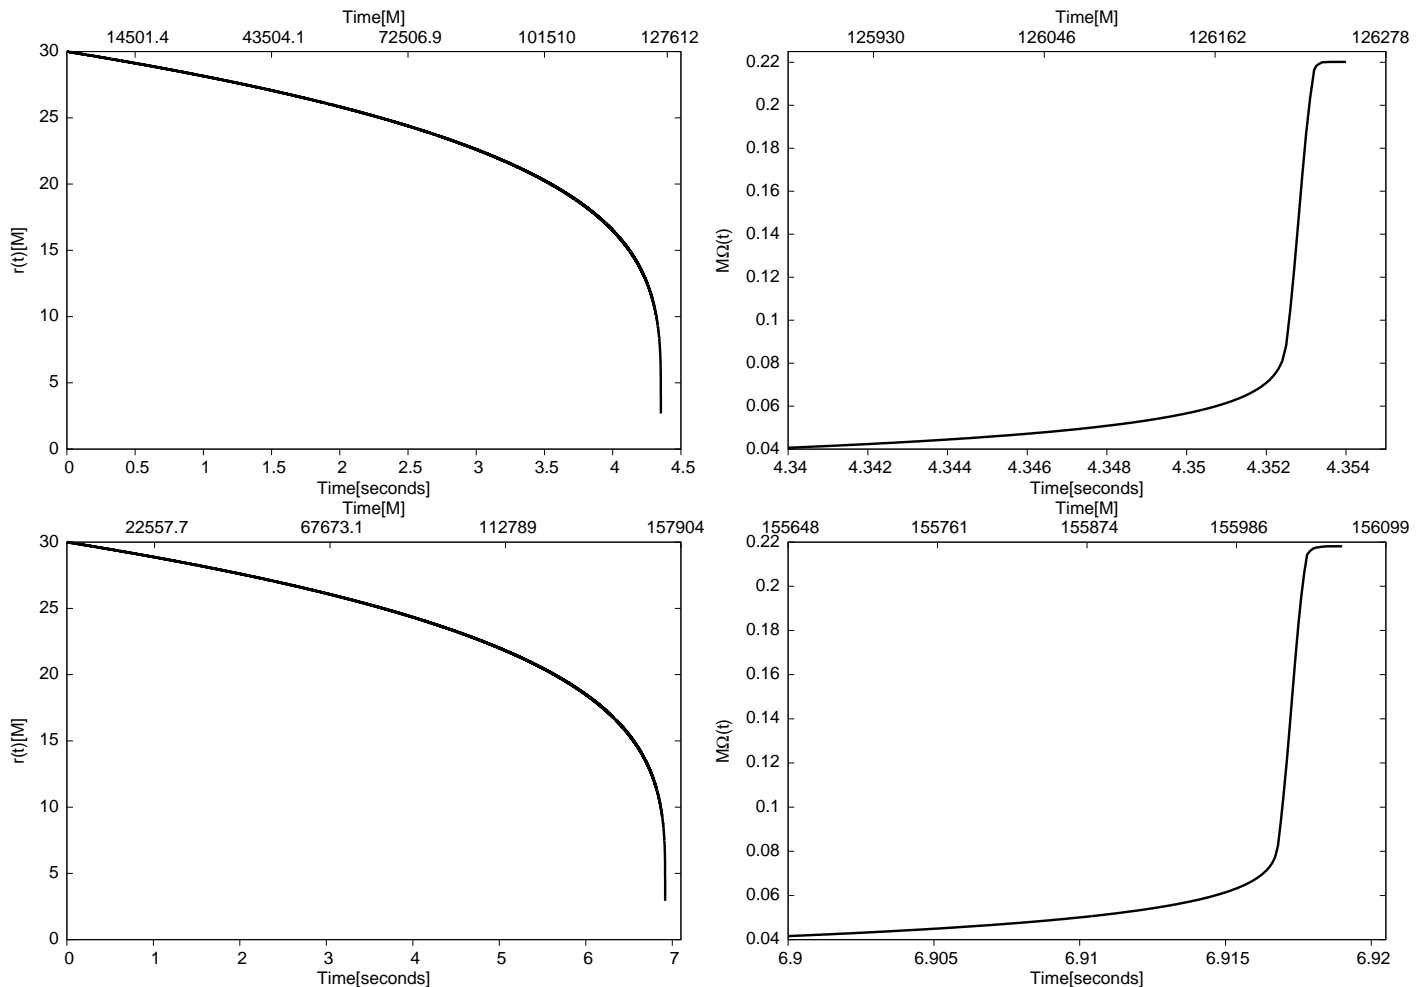 Time[M]
14501.4 43504.1 72506.9 101510 127612
30
25
20
15
10
5
0
r(t)[M]
0 0.5 1 1.5 2 2.5 3 3.5 4 4.5
Time[seconds]
Time[M]
125930 126046 126162 126278
0.22
0.2
0.18
0.16
0.14
0.12
0.1
0.08
0.06
0.04
MΩ(t)
4.34 4.342 4.344 4.346 4.348 4.35 4.352 4.354
Time[seconds]
Time[M]
22557.7 67673.1 112789 157904
30
25
20
15
10
5
0
r(t)[M]
0 1 2 3 4 5 6 7
Time[seconds]
Time[M]
155648 155761 155874 155986 156099
0.22
0.2
0.18
0.16
0.14
0.12
0.1
0.08
0.06
0.04
MΩ(t)
6.9 6.905 6.91 6.915 6.92
Time[seconds]